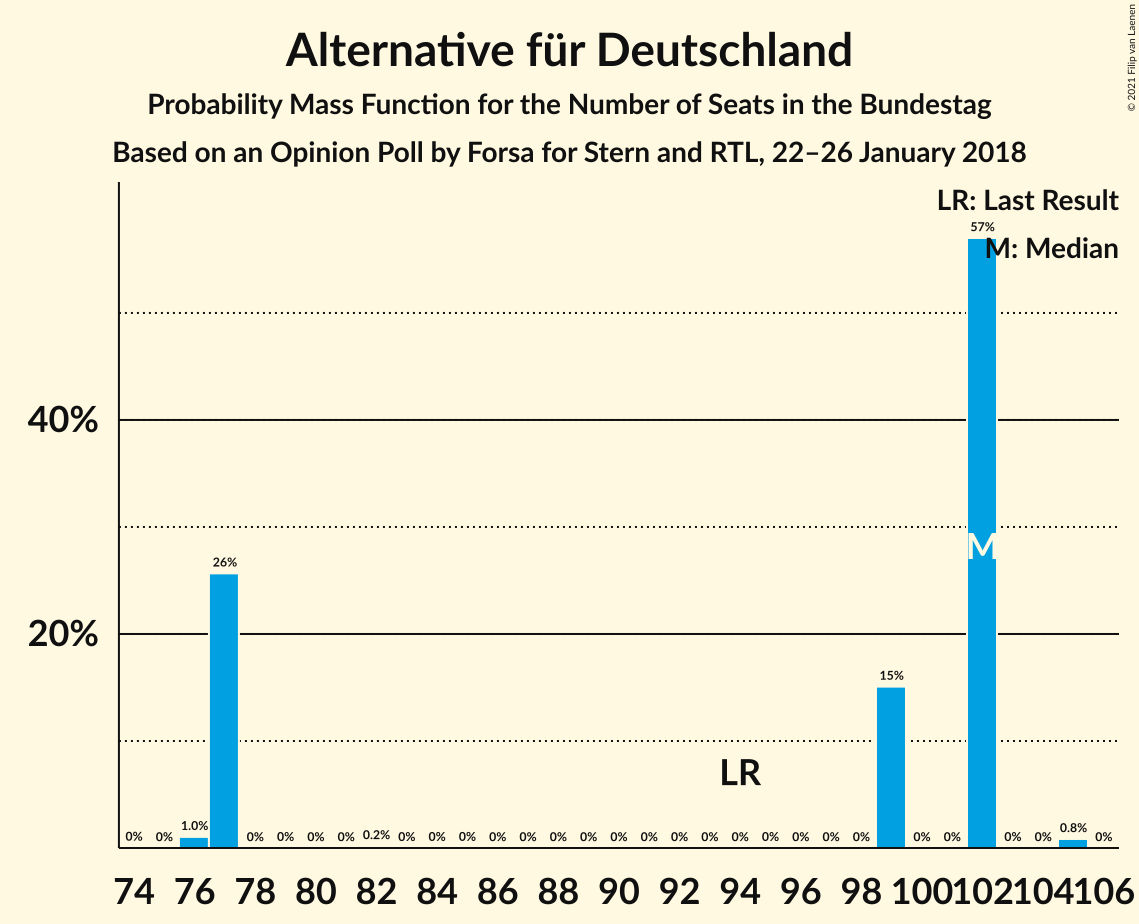 Alternative für Deutschland
Probability Mass Function for the Number of Seats in the Bundestag
Based on an Opinion Poll by Forsa for Stern and RTL, 22–26 January 2018
© 2021 Filip van Laenen
LR: Last Result
M: Median
57%
40%
M
26%
20%
15%
LR
0% 0% 1.0% 0% 0% 0% 0% 0.2% 0% 0% 0% 0% 0% 0% 0% 0% 0% 0% 0% 0% 0% 0% 0% 0% 0% 0% 0% 0.8% 0%
74 76 78 80 82 84 86 88 90 92 94 96 98 100 102 104 106